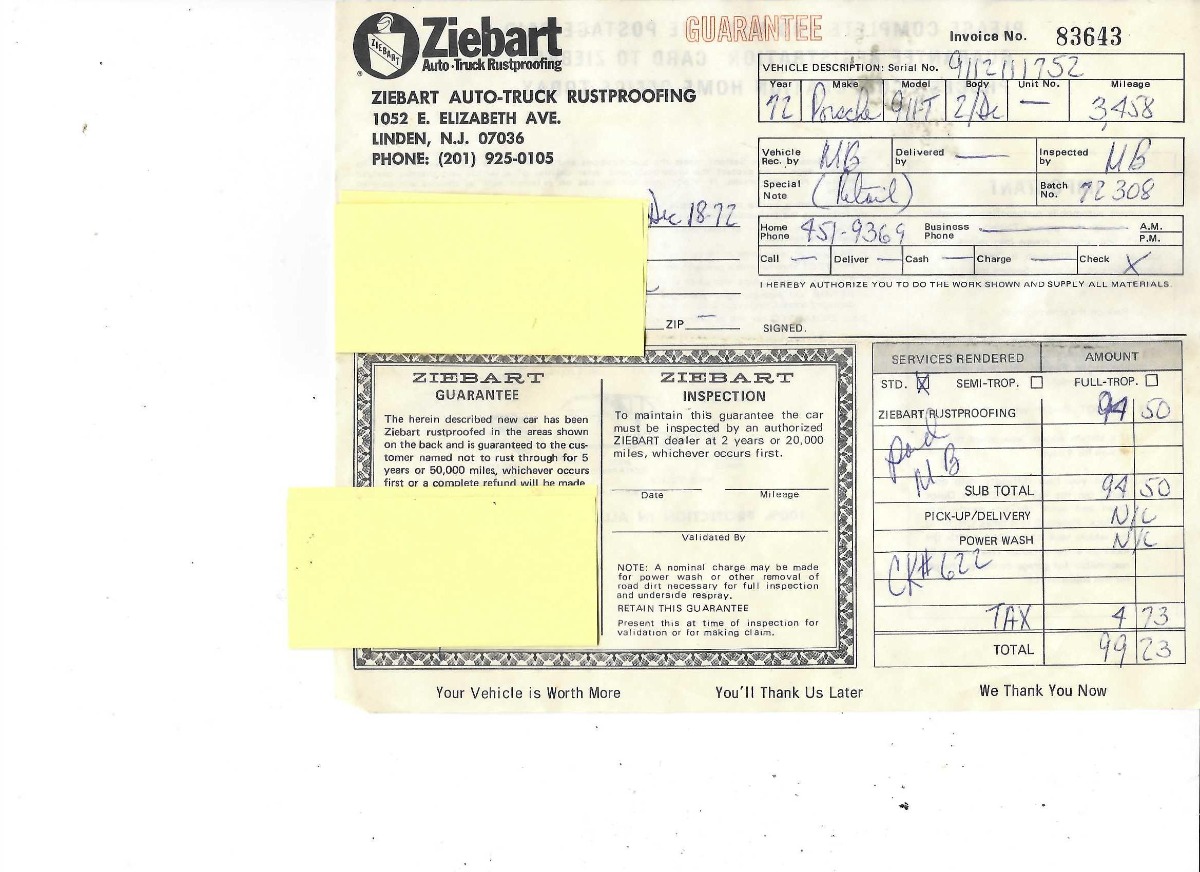 ZIEBART
®
Ziebart
Auto-Truck Rustproofing
GUARANTEE
Invoice No. 83643
ZIEBART AUTO-TRUCK RUSTPROOFING
1052 E. ELIZABETH AVE.
LINDEN, N.J. 07036
PHONE: (201) 925-0105
VEHICLE DESCRIPTION: Serial No. 9112111752
Year Make Model Body Unit No. Mileage
72 Porsche 911-T 2/Dr — 3,458
Vehicle Rec. by MB Delivered by — Inspected by MB
Special Note (Retail) Batch No. 72308
Dec 18-72
Home Phone 451-9369 Business Phone — A.M. P.M.
Call — Deliver — Cash — Charge — Check X
I HEREBY AUTHORIZE YOU TO DO THE WORK SHOWN AND SUPPLY ALL MATERIALS.
ZIP —
SIGNED.
ZIEBART
GUARANTEE
The herein described new car has been
Ziebart rustproofed in the areas shown
on the back and is guaranteed to the cus-
tomer named not to rust through for 5
years or 50,000 miles, whichever occurs
first or a complete refund will be made
ZIEBART
INSPECTION
To maintain this guarantee the car
must be inspected by an authorized
ZIEBART dealer at 2 years or 20,000
miles, whichever occurs first.
Date Mileage
Validated By
NOTE: A nominal charge may be made
for power wash or other removal of
road dirt necessary for full inspection
and underside respray.
RETAIN THIS GUARANTEE
Present this at time of inspection for
validation or for making claim.
SERVICES RENDERED AMOUNT
STD. X SEMI-TROP. FULL-TROP.
ZIEBART RUSTPROOFING 94 50
Paid
MB
SUB TOTAL 94 50
PICK-UP/DELIVERY N/C
POWER WASH N/C
CK# 622
TAX 4 73
TOTAL 99 23
Your Vehicle is Worth More You'll Thank Us Later We Thank You Now